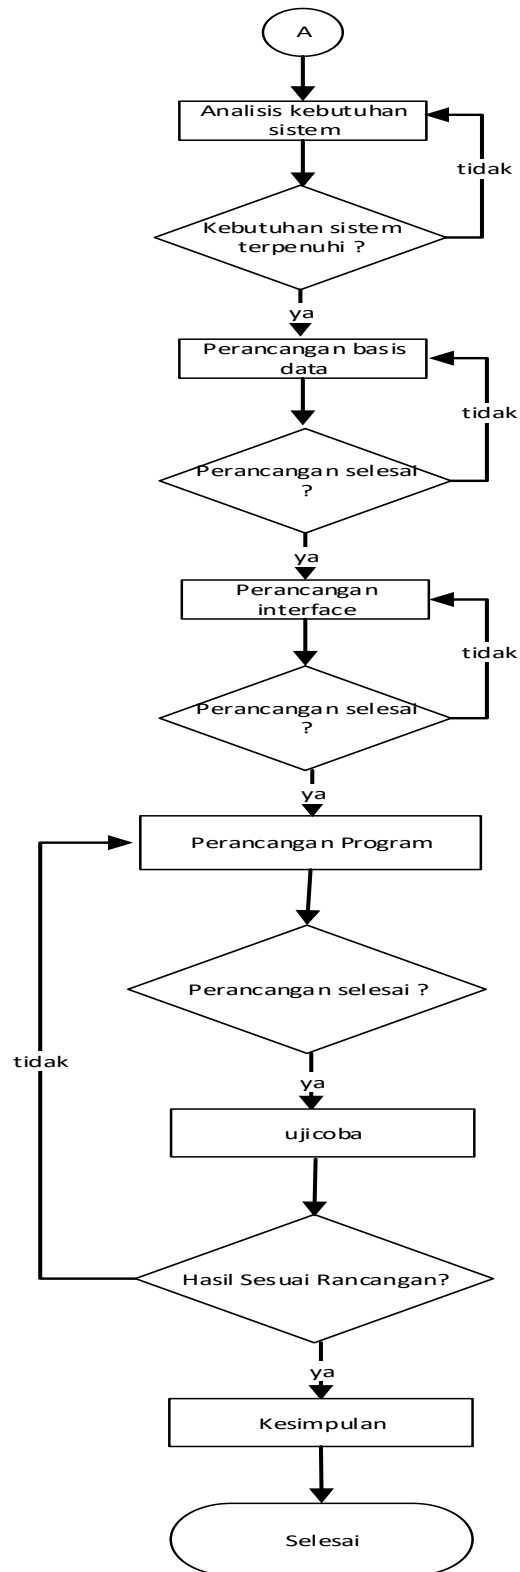 A
Analisis kebutuhan
sistem
tidak
Kebutuhan sistem
terpenuhi ?
ya
Perancangan basis
data
tidak
Perancangan selesai
?
ya
Perancangan
interface
tidak
Perancangan selesai
?
ya
Perancangan Program
Perancangan selesai ?
tidak
ya
ujicoba
Hasil Sesuai Rancangan?
ya
Kesimpulan
Selesai